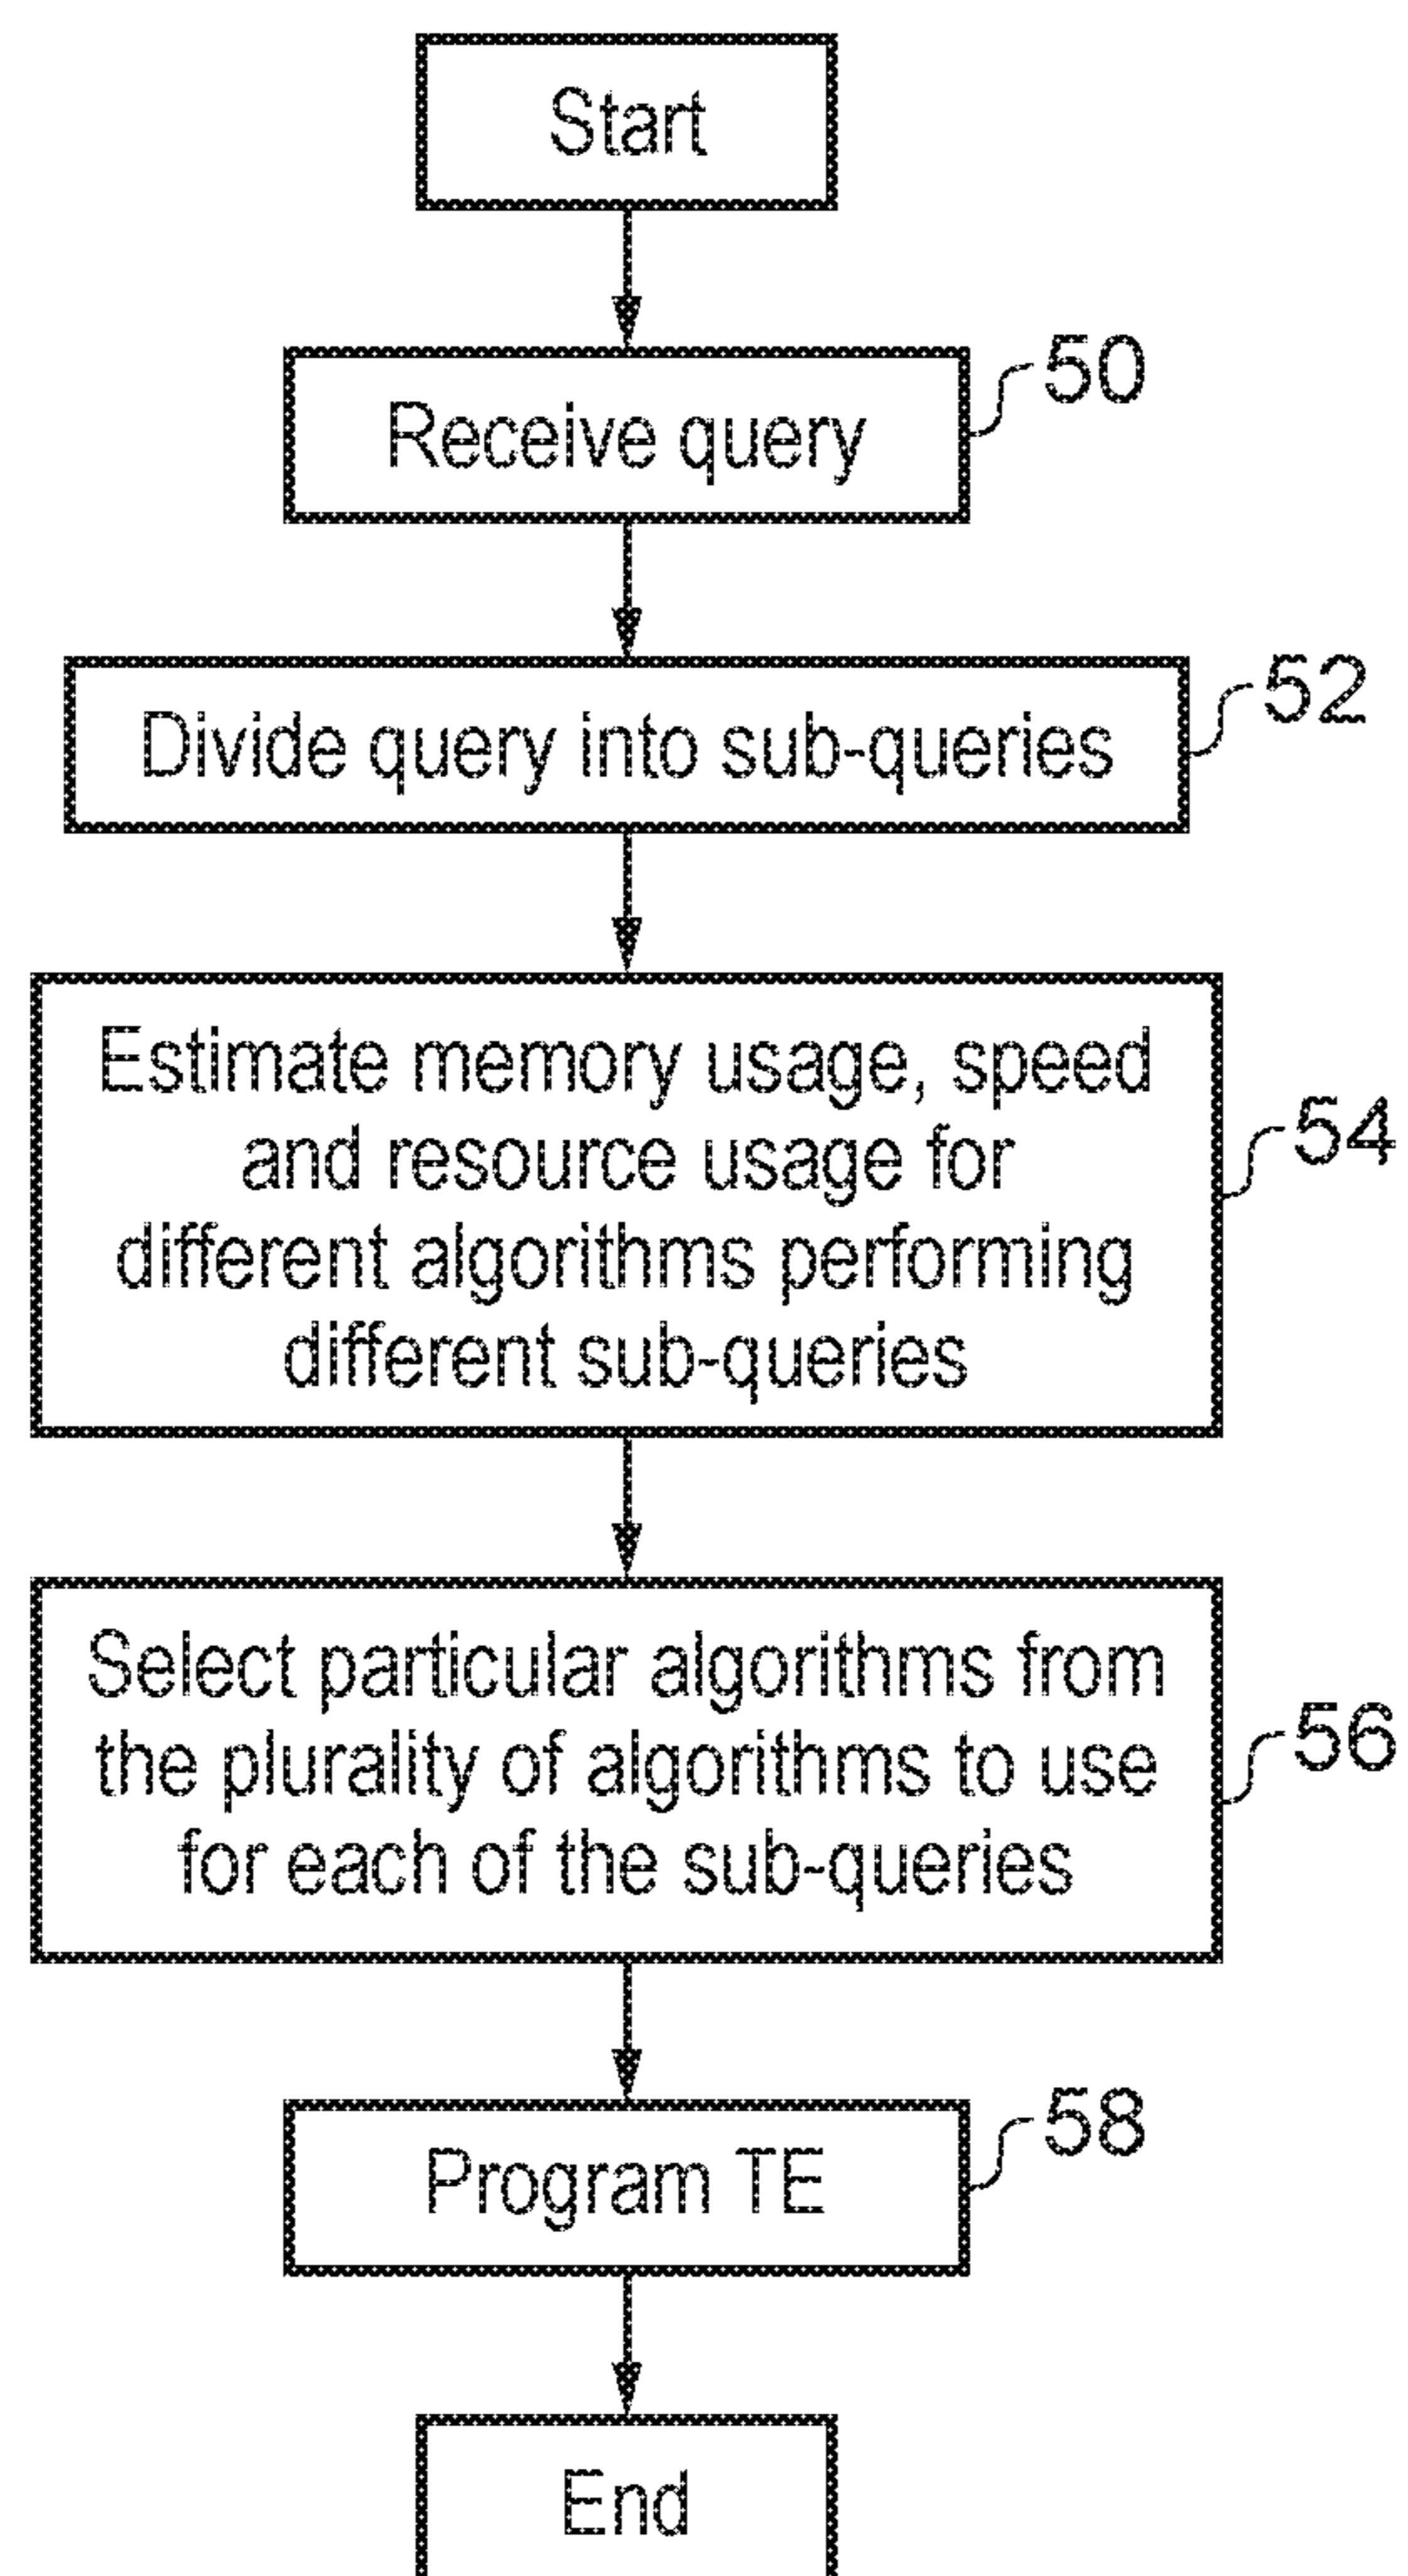 Start
Receive query
50
Divide query into sub-queries
52
Estimate memory usage, speed
and resource usage for
different algorithms performing
different sub-queries
54
Select particular algorithms from
the plurality of algorithms to use
for each of the sub-queries
56
Program TE
58
End